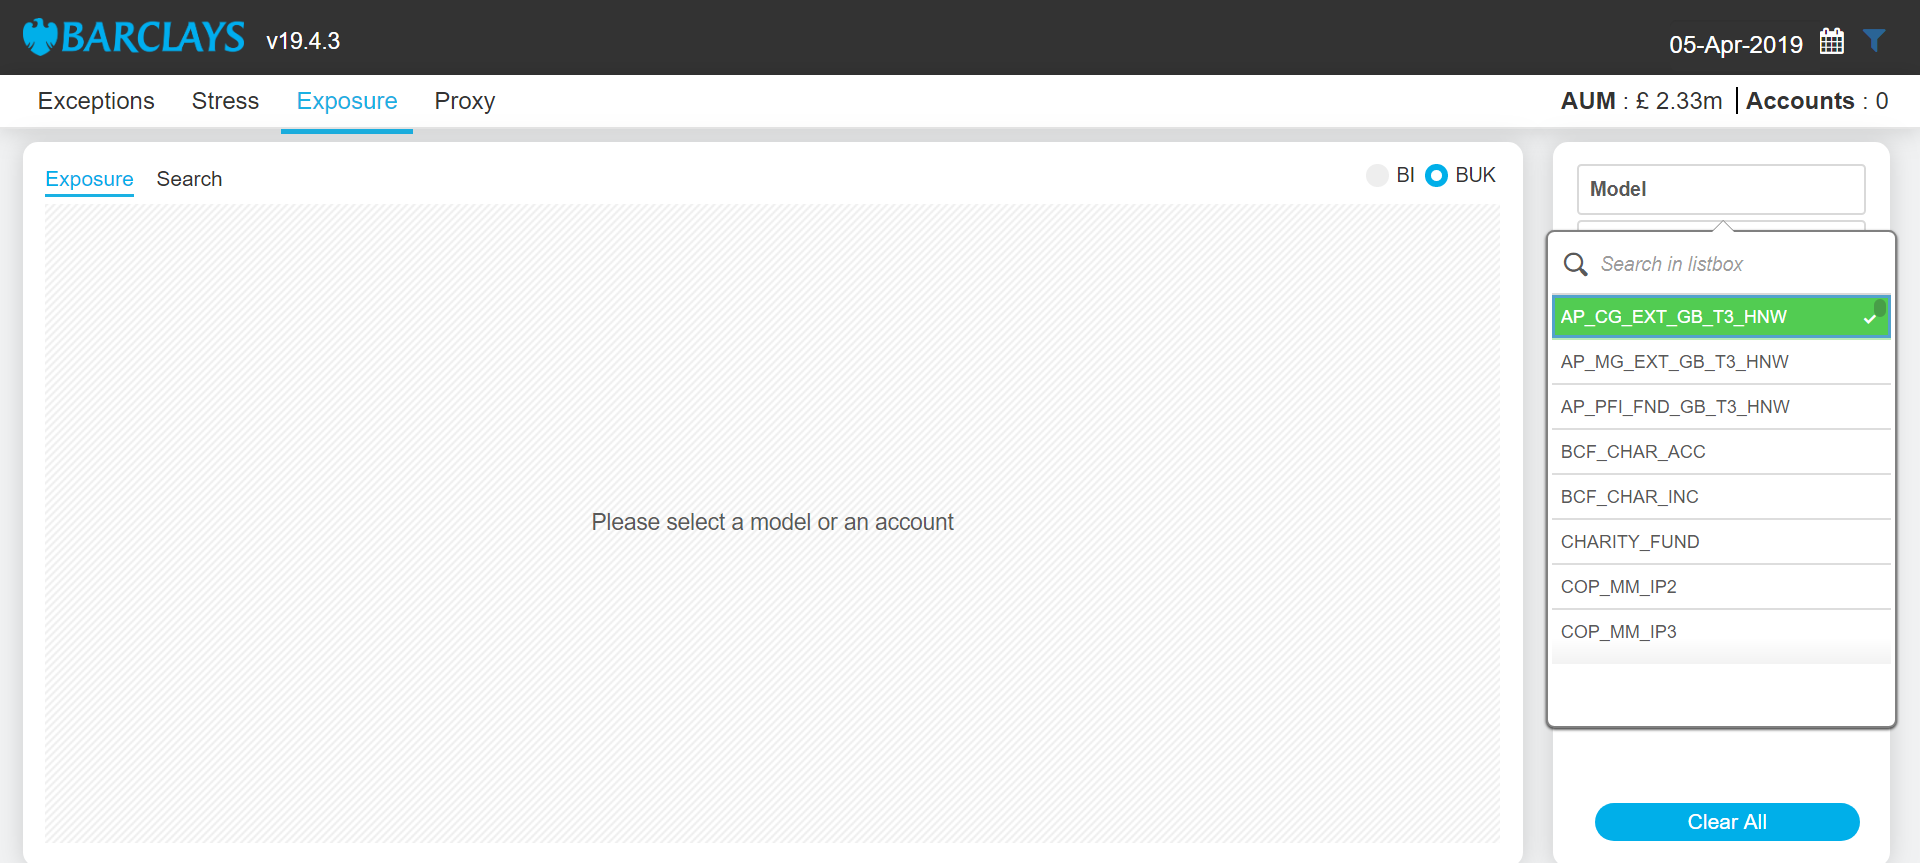 BARCLAYS v19.4.3 05-Apr-2019
Exceptions Stress Exposure Proxy AUM : £ 2.33m Accounts : 0
Exposure Search BI BUK
Please select a model or an account
Model
Search in listbox
AP_CG_EXT_GB_T3_HNW
AP_MG_EXT_GB_T3_HNW
AP_PFI_FND_GB_T3_HNW
BCF_CHAR_ACC
BCF_CHAR_INC
CHARITY_FUND
COP_MM_IP2
COP_MM_IP3
Clear All